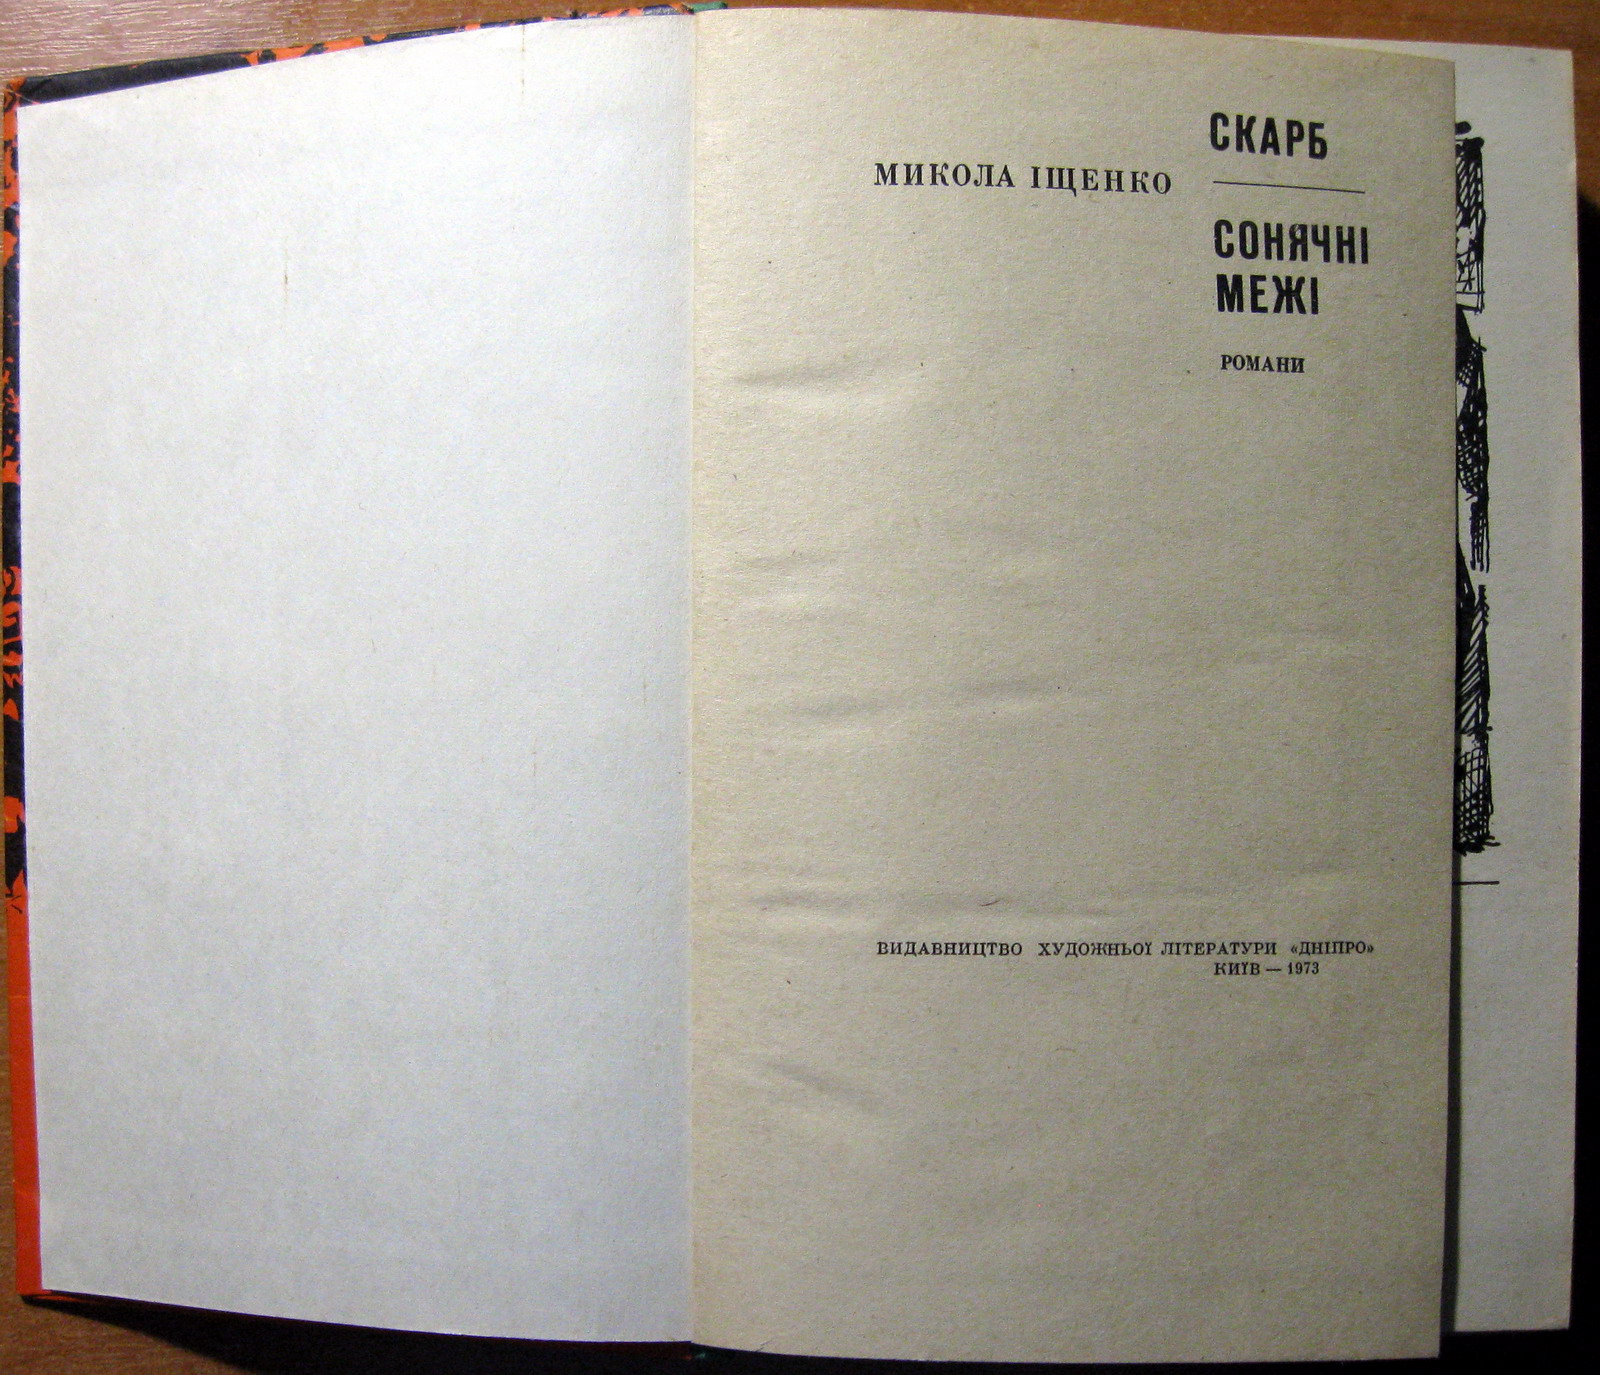 МИКОЛА ІЩЕНКО
СКАРБ
СОНЯЧНІ
МЕЖІ
РОМАНИ
ВИДАВНИЦТВО ХУДОЖНЬОЇ ЛІТЕРАТУРИ «ДНІПРО»
КИЇВ — 1973